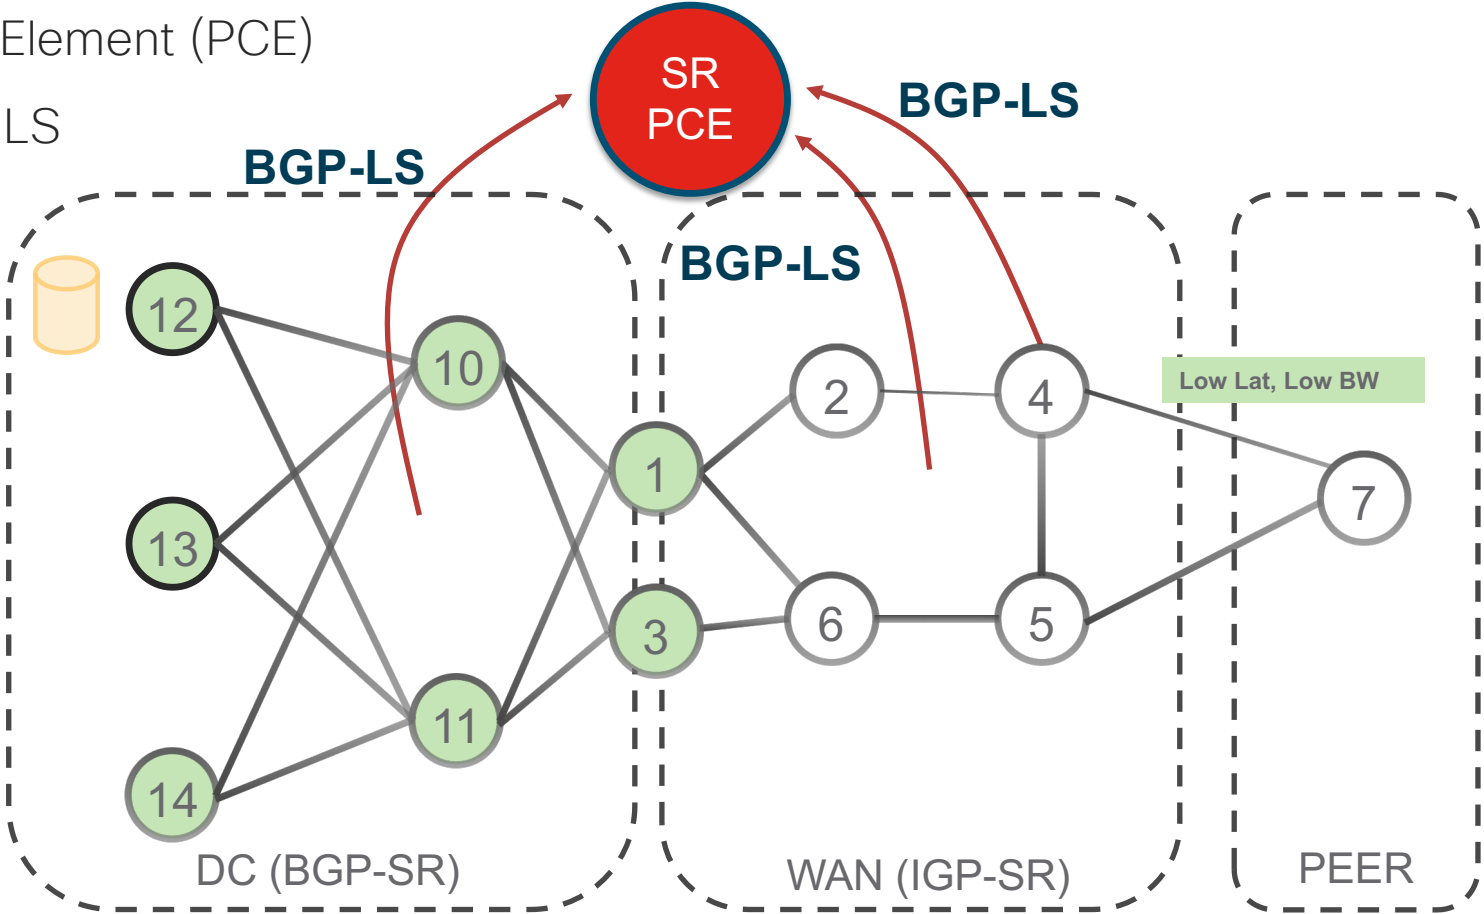 Element (PCE)
LS
SR
PCE
BGP-LS
BGP-LS
BGP-LS
12
10
2
4
Low Lat, Low BW
1
7
13
3
6
5
11
14
DC (BGP-SR)
WAN (IGP-SR)
PEER